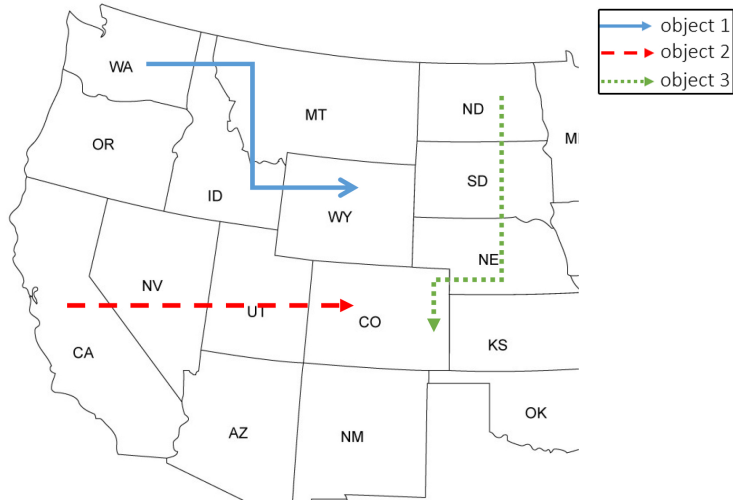 object 1
object 2
object 3
WA
MT
ND
OR
SD
ID
WY
NE
NV
UT
CO
CA
KS
AZ
NM
OK